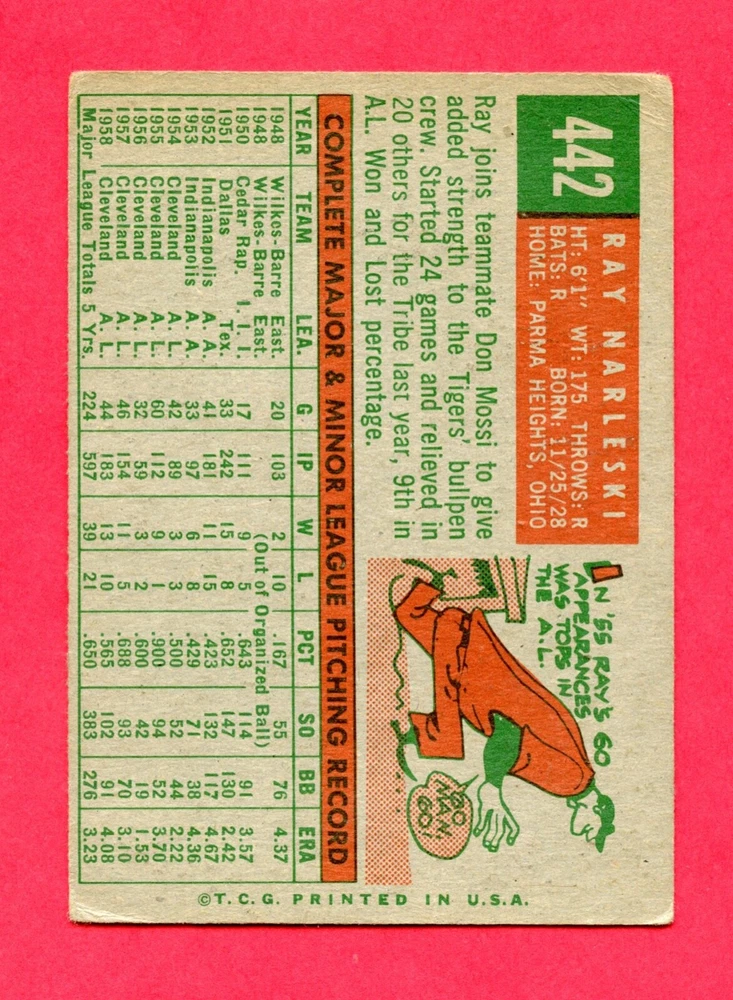 442
RAY NARLESKI
HT: 6'1" WT: 175 THROWS: R
BATS: R BORN: 11/25/28
HOME: PARMA HEIGHTS, OHIO
Ray joins teammate Don Mossi to give
added strength to the Tigers' bullpen
crew. Started 24 games and relieved in
20 others for the Tribe last year, 9th in
A.L. Won and Lost percentage.
IN '55 RAY'S 60
APPEARANCES
WAS TOPS IN
THE A.L.
GO
MAN
GO!
COMPLETE MAJOR & MINOR LEAGUE PITCHING RECORD
YEAR TEAM LEA. G IP W L PCT SO BB ERA
1948 Wilkes-Barre East. 20 103 2 10 .167 55 76 4.37
1948 Wilkes-Barre East. (Out of Organized Ball)
1950 Cedar Rap. I. I. I. 17 111 9 5 .643 114 91 3.57
1951 Dallas Tex. 33 242 15 8 .652 147 130 2.42
1952 Indianapolis A. A. 41 181 11 15 .423 132 117 4.67
1953 Indianapolis A. A. 33 97 6 8 .429 71 38 4.36
1954 Cleveland A. L. 42 89 3 3 .500 52 44 2.22
1955 Cleveland A. L. 60 112 9 1 .900 94 52 3.70
1956 Cleveland A. L. 32 59 3 2 .600 42 19 1.53
1957 Cleveland A. L. 46 154 11 5 .688 93 70 3.10
1958 Cleveland A. L. 44 183 13 10 .565 102 91 4.08
Major League Totals 5 Yrs. 224 597 39 21 .650 383 276 3.23
©T.C.G. PRINTED IN U.S.A.